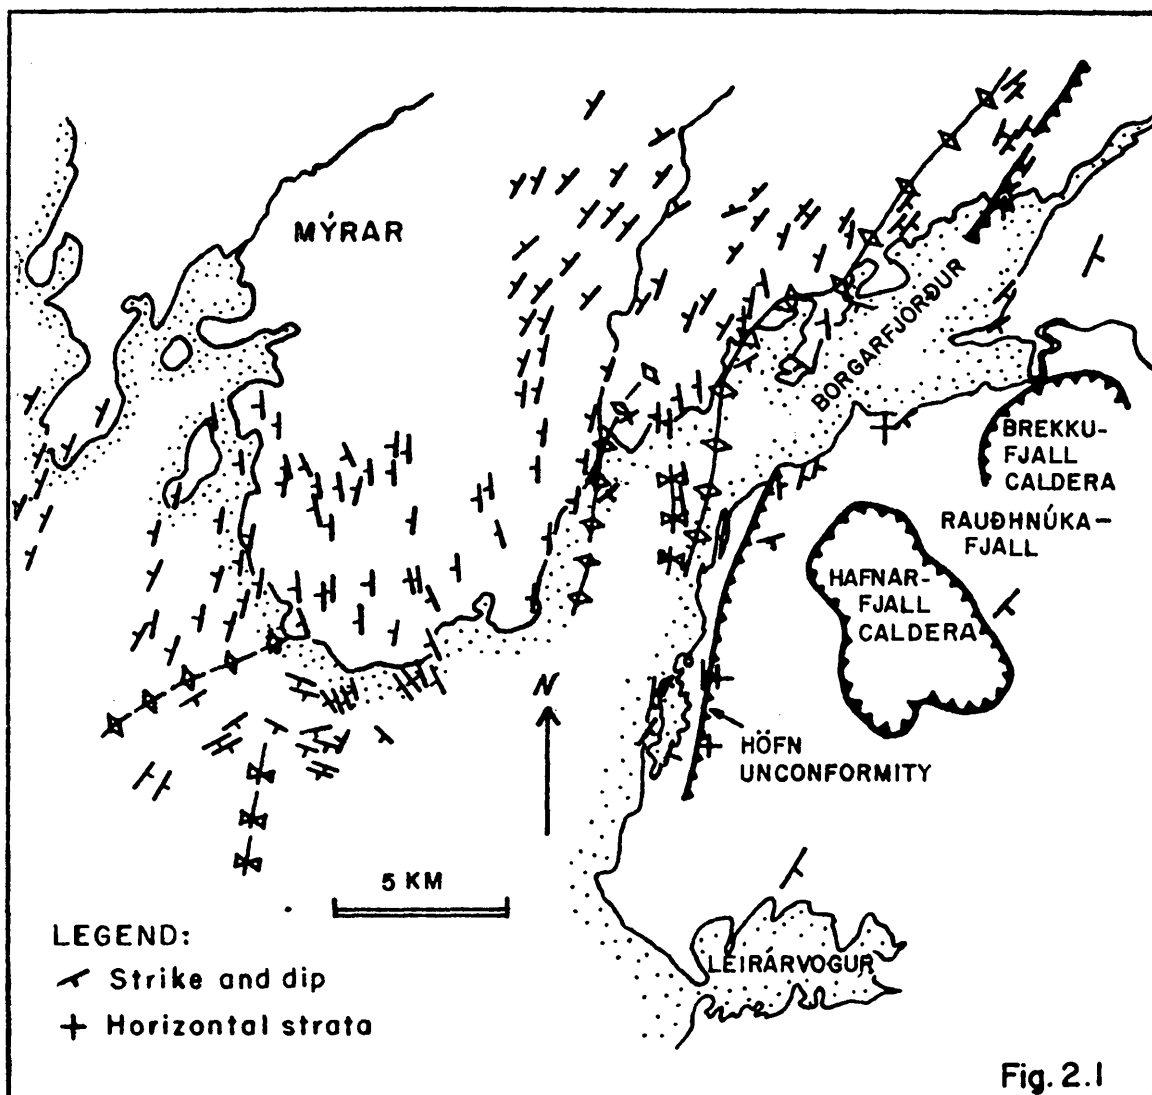 MÝRAR
BORGARFJÖRÐUR
BREKKU-
FJALL
CALDERA
RAUÐHNÚKA-
FJALL
HAFNAR-
FJALL
CALDERA
N
HÖFN
UNCONFORMITY
5 KM
LEGEND:
Strike and dip
Horizontal strata
LEIRÁRVOGUR
Fig. 2.1